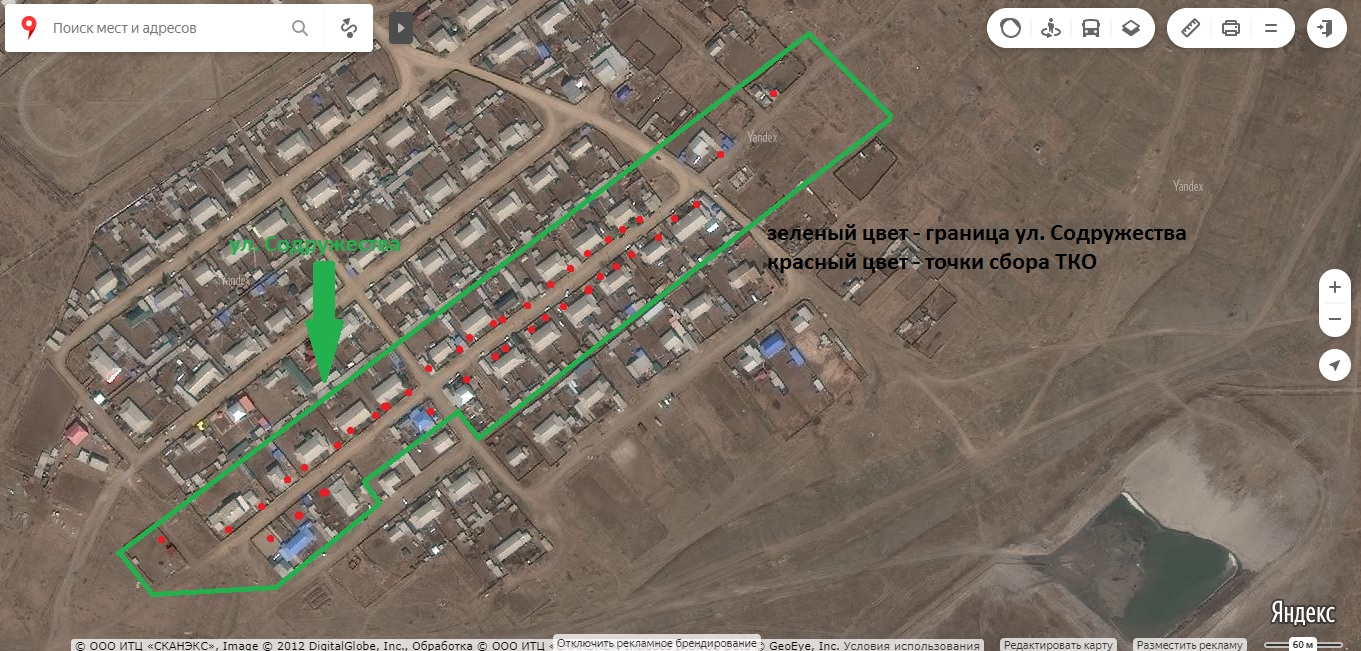 Поиск мест и адресов
Yandex
Yandex
ул. Содружества
зеленый цвет - граница ул. Содружества
красный цвет - точки сбора ТКО
Yandex
Яндекс
© ООО ИТЦ «СКАНЭКС», Image © 2012 DigitalGlobe, Inc., Обработка © ООО ИТЦ «
Отключить рекламное брендирование
© GeoEye, Inc. Условия использования
Редактировать карту
Разместить рекламу
60 м